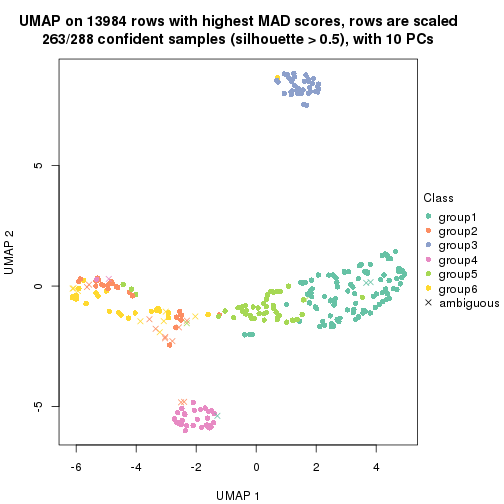 UMAP on 13984 rows with highest MAD scores, rows are scaled
263/288 confident samples (silhouette > 0.5), with 10 PCs
5
0
-5
UMAP 2
-6
-4
-2
0
2
4
UMAP 1
Class
group1
group2
group3
group4
group5
group6
ambiguous